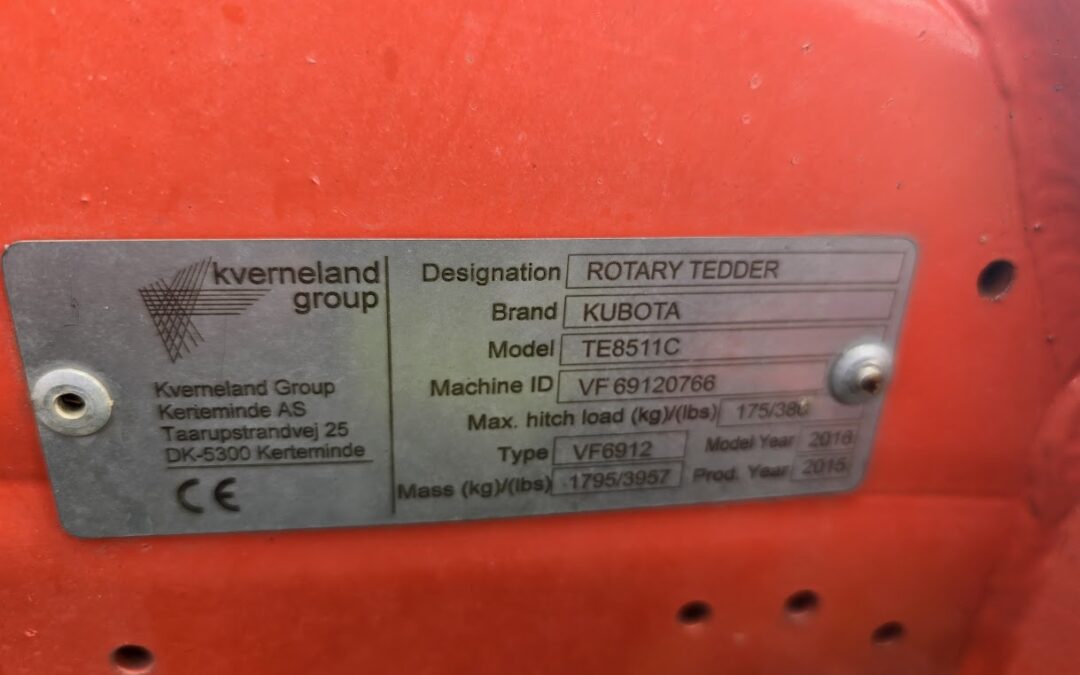 kverneland
group
Kverneland Group
Kerteminde AS
Taarupstrandvej 25
DK-5300 Kerteminde
CE
Designation ROTARY TEDDER
Brand KUBOTA
Model TE8511C
Machine ID VF69120766
Max. hitch load (kg)/(lbs)
Type VF6912 Model Year 2016
Mass (kg)/(lbs) 1795/3957 Prod. Year 2015